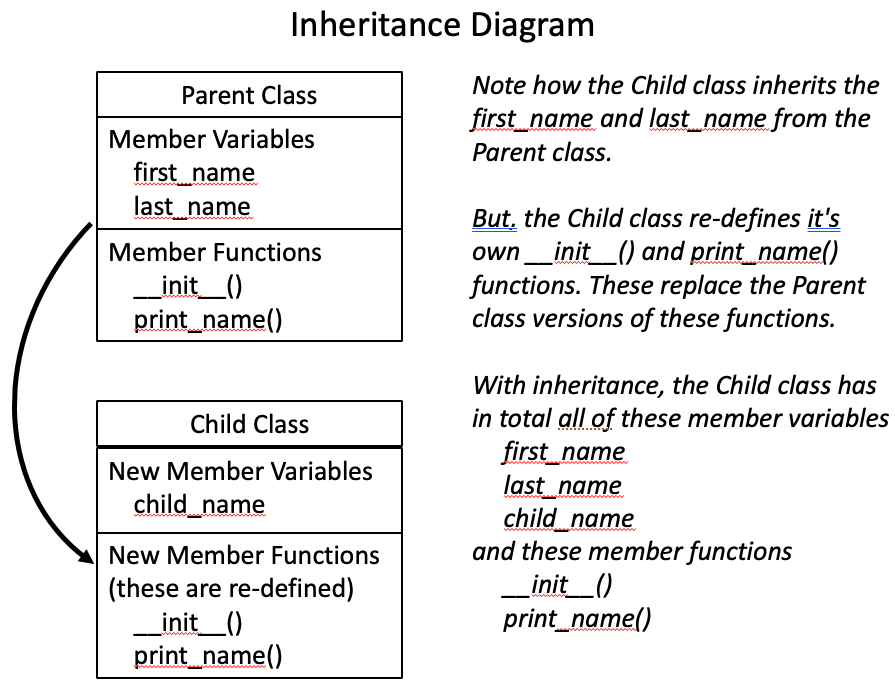 Inheritance Diagram
Parent Class
Member Variables
first_name
last_name
Member Functions
__init__()
print_name()
Child Class
New Member Variables
child_name
New Member Functions
(these are re-defined)
__init__()
print_name()
Note how the Child class inherits the
first_name and last_name from the
Parent class.
But, the Child class re-defines it's
own __init__() and print_name()
functions. These replace the Parent
class versions of these functions.
With inheritance, the Child class has
in total all of these member variables
first_name
last_name
child_name
and these member functions
__init__()
print_name()